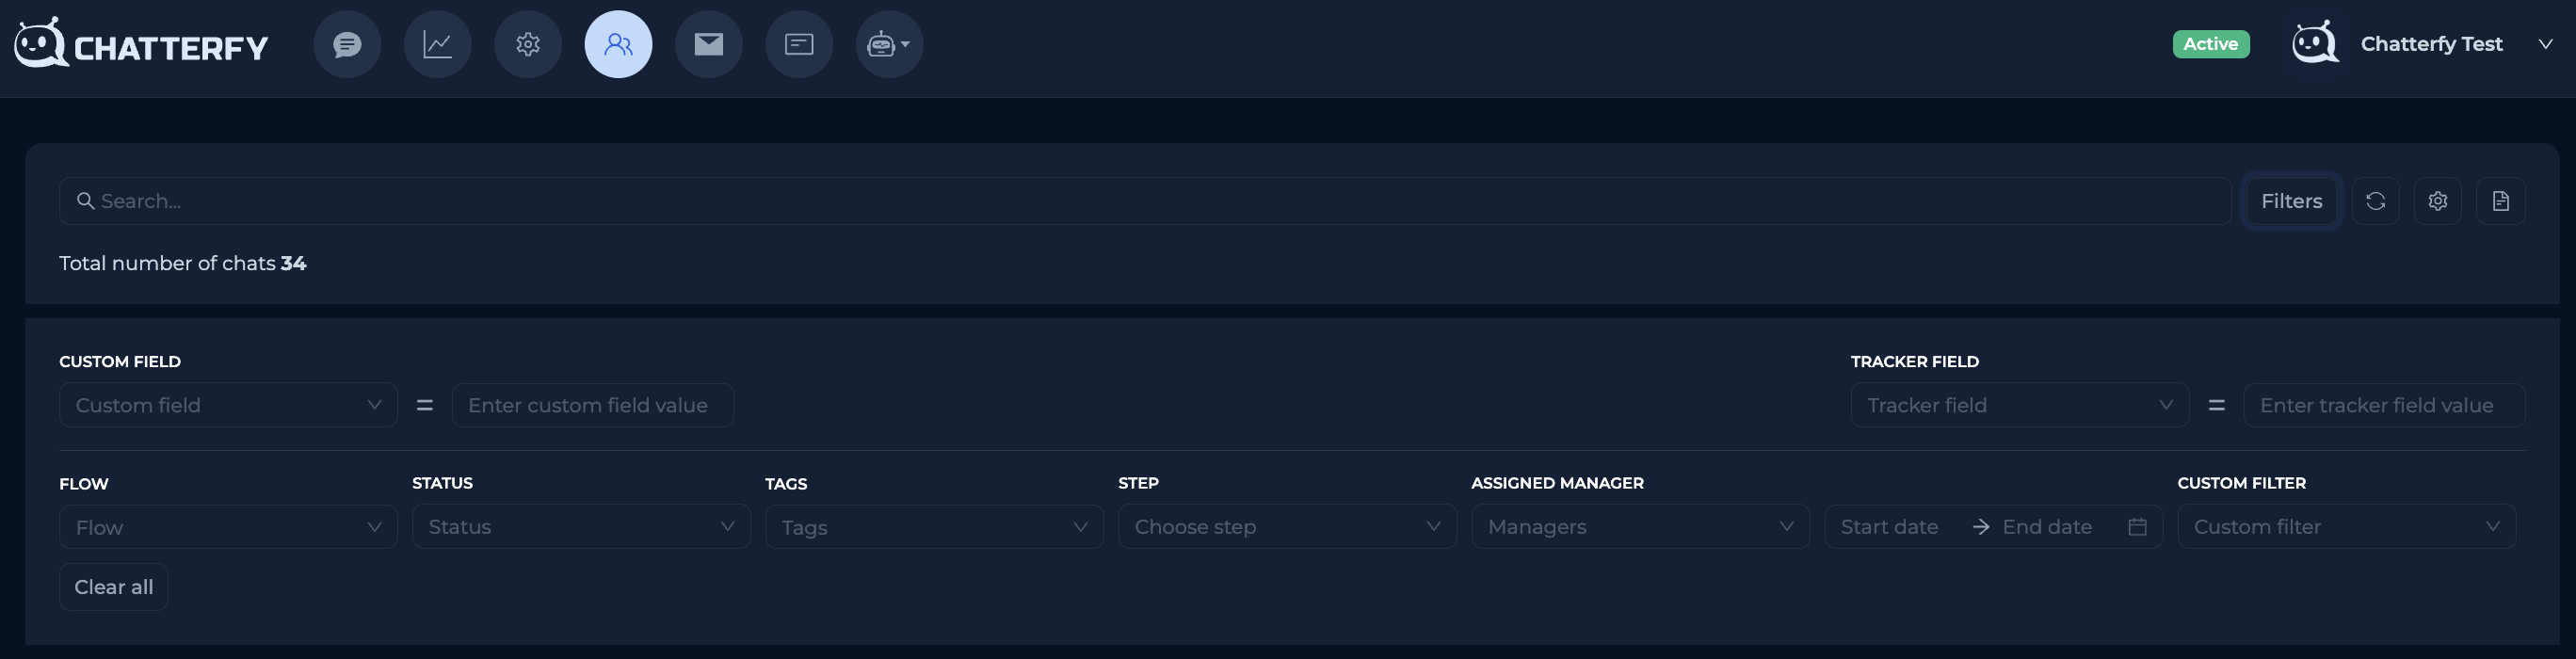 CHATTERFY
Active
Chatterfy Test
Search...
Filters
Total number of chats 34
CUSTOM FIELD
TRACKER FIELD
Custom field
=
Enter custom field value
Tracker field
=
Enter tracker field value
FLOW
STATUS
TAGS
STEP
ASSIGNED MANAGER
CUSTOM FILTER
Flow
Status
Tags
Choose step
Managers
Start date → End date
Custom filter
Clear all